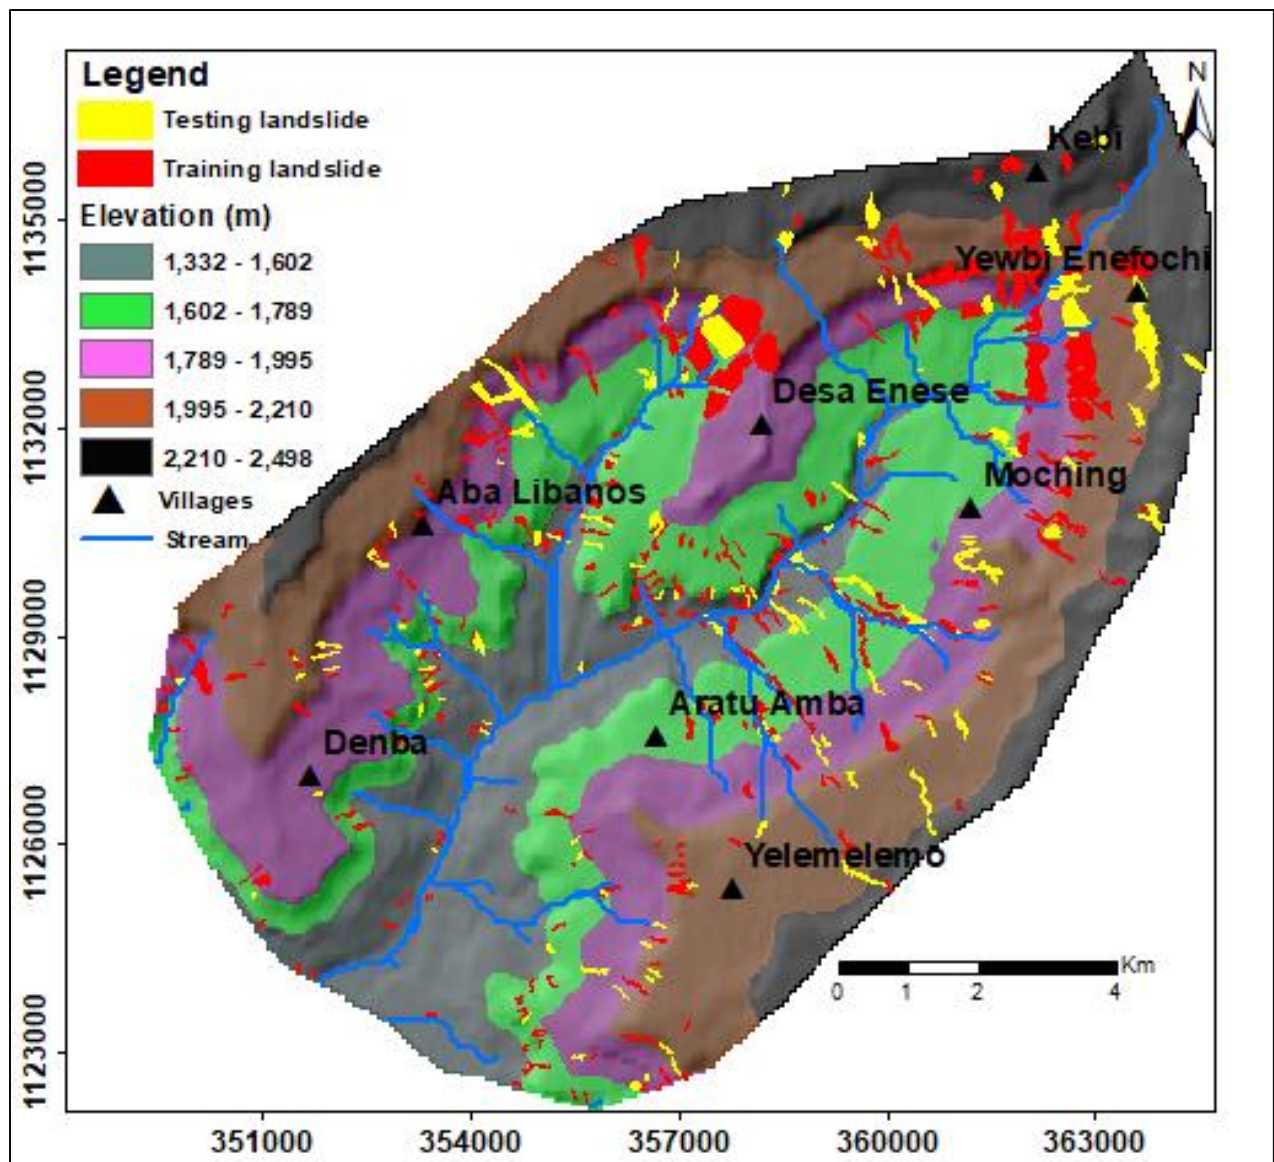 Legend
Testing landslide
Training landslide
Elevation (m)
1,332 - 1,602
1,602 - 1,789
1,789 - 1,995
1,995 - 2,210
2,210 - 2,498
Villages
Stream
N
Kebi
Yewbi Enefochi
Desa Enese
Moching
Aba Libanos
Aratu Amba
Denba
Yelemelemo
Km
0 1 2 4
1135000
1132000
1129000
1126000
1123000
351000 354000 357000 360000 363000